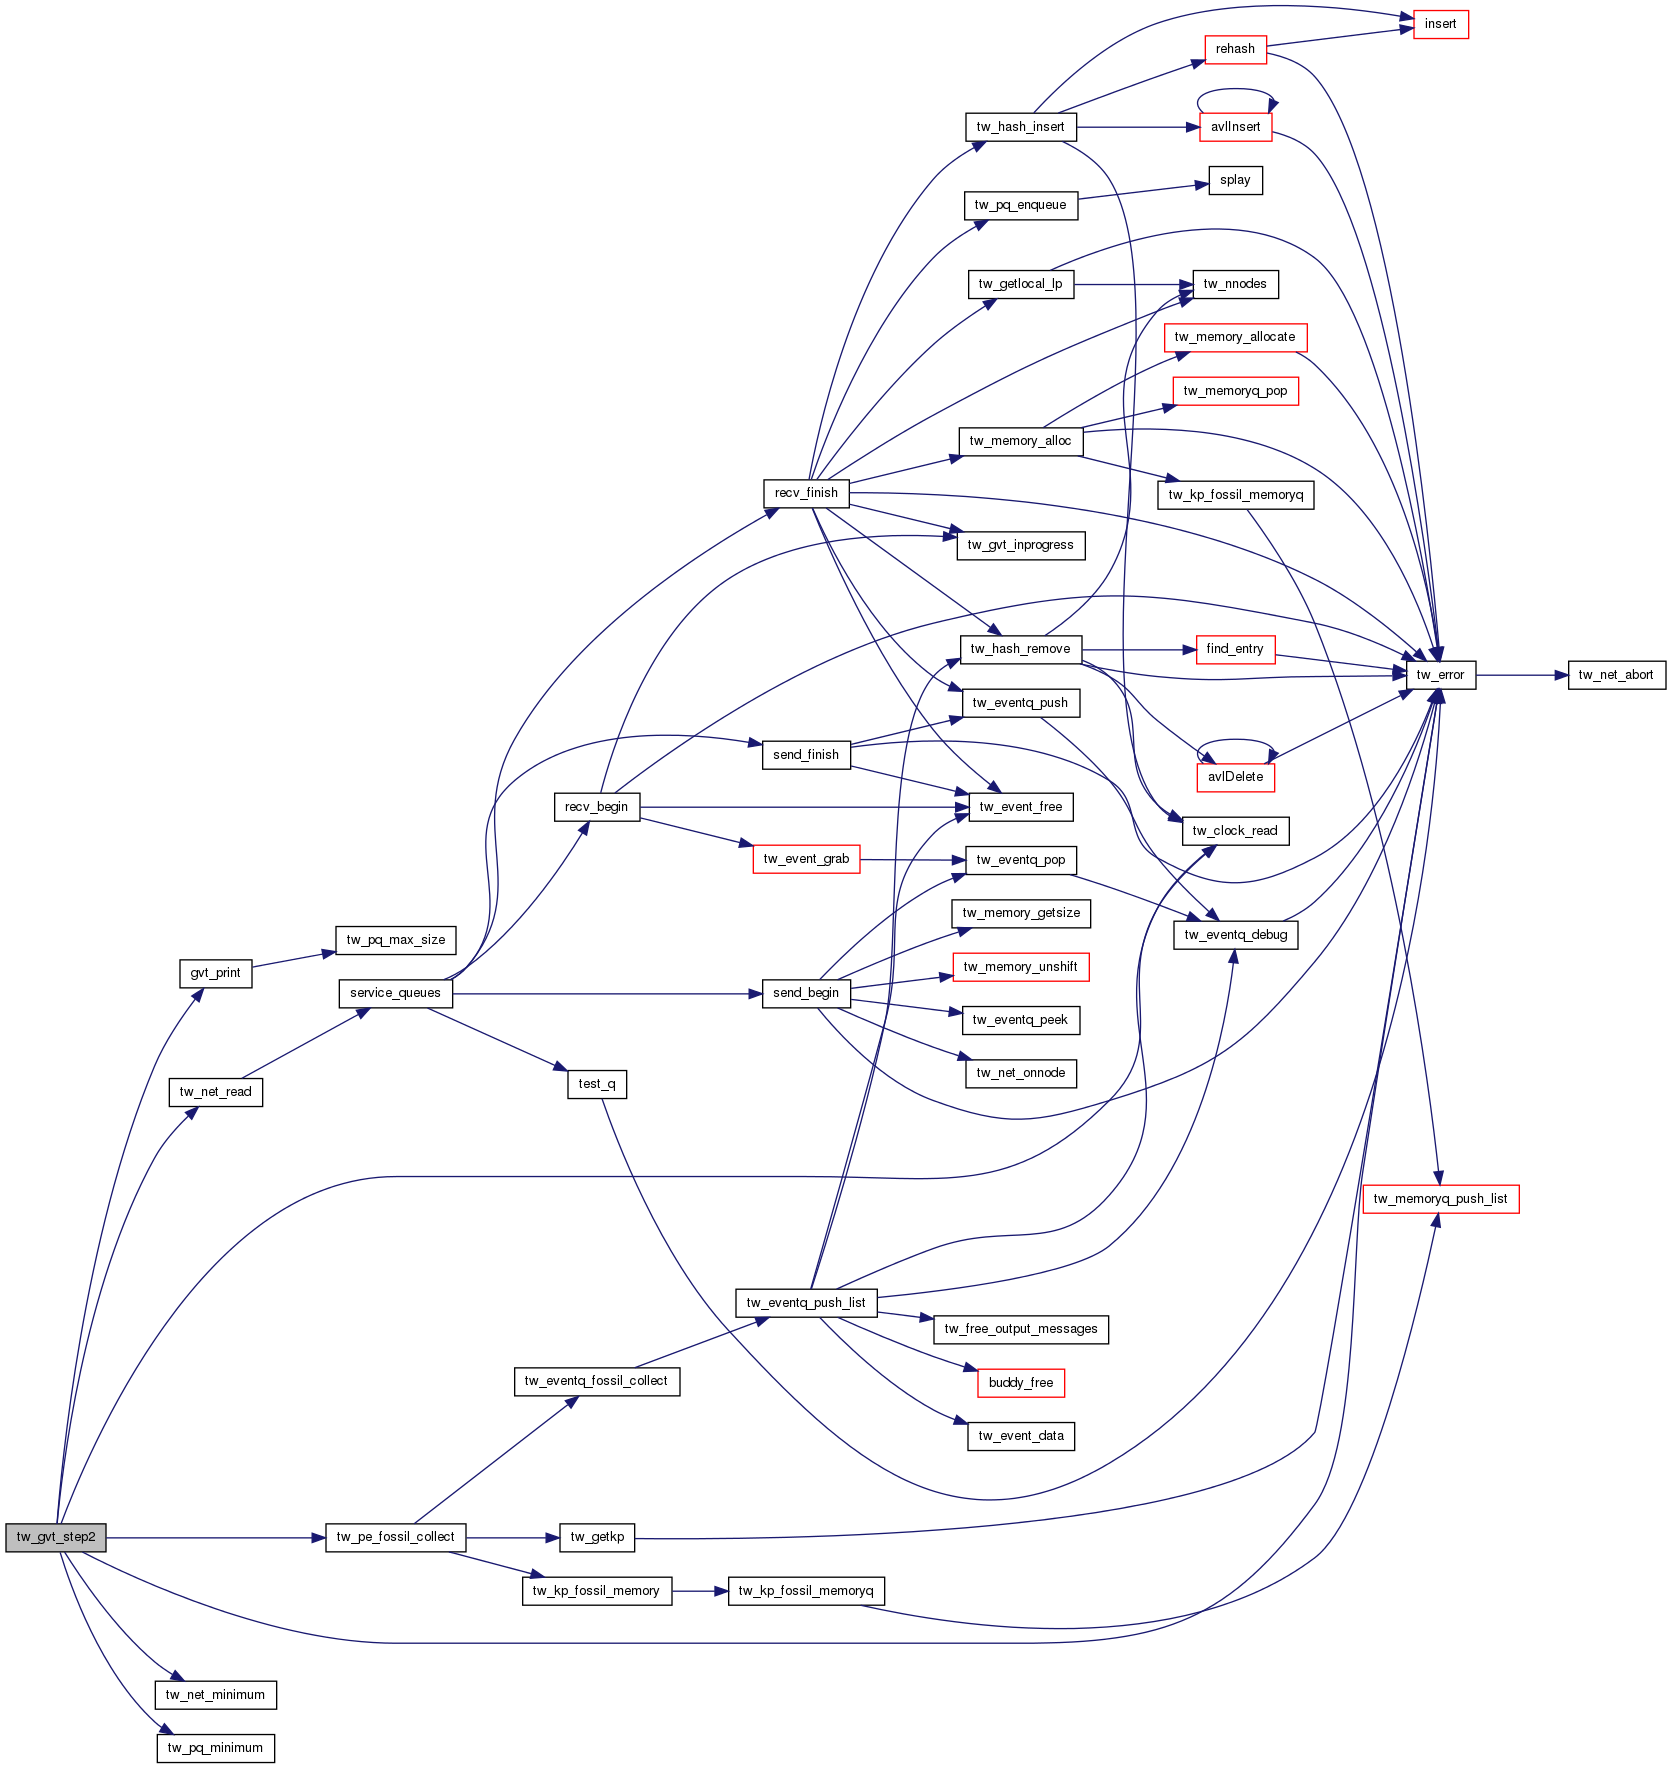 insert
rehash
tw_hash_insert
avlInsert
splay
tw_pq_enqueue
tw_getlocal_lp
tw_nnodes
tw_memory_allocate
tw_memoryq_pop
tw_memory_alloc
recv_finish
tw_kp_fossil_memoryq
tw_gvt_inprogress
tw_hash_remove
find_entry
tw_error
tw_net_abort
tw_eventq_push
send_finish
avlDelete
recv_begin
tw_event_free
tw_clock_read
tw_event_grab
tw_eventq_pop
tw_memory_getsize
tw_pq_max_size
tw_eventq_debug
gvt_print
tw_memory_unshift
service_queues
send_begin
tw_eventq_peek
tw_net_onnode
test_q
tw_net_read
tw_memoryq_push_list
tw_eventq_push_list
tw_free_output_messages
tw_eventq_fossil_collect
buddy_free
tw_event_data
tw_gvt_step2
tw_pe_fossil_collect
tw_getkp
tw_kp_fossil_memory
tw_kp_fossil_memoryq
tw_net_minimum
tw_pq_minimum